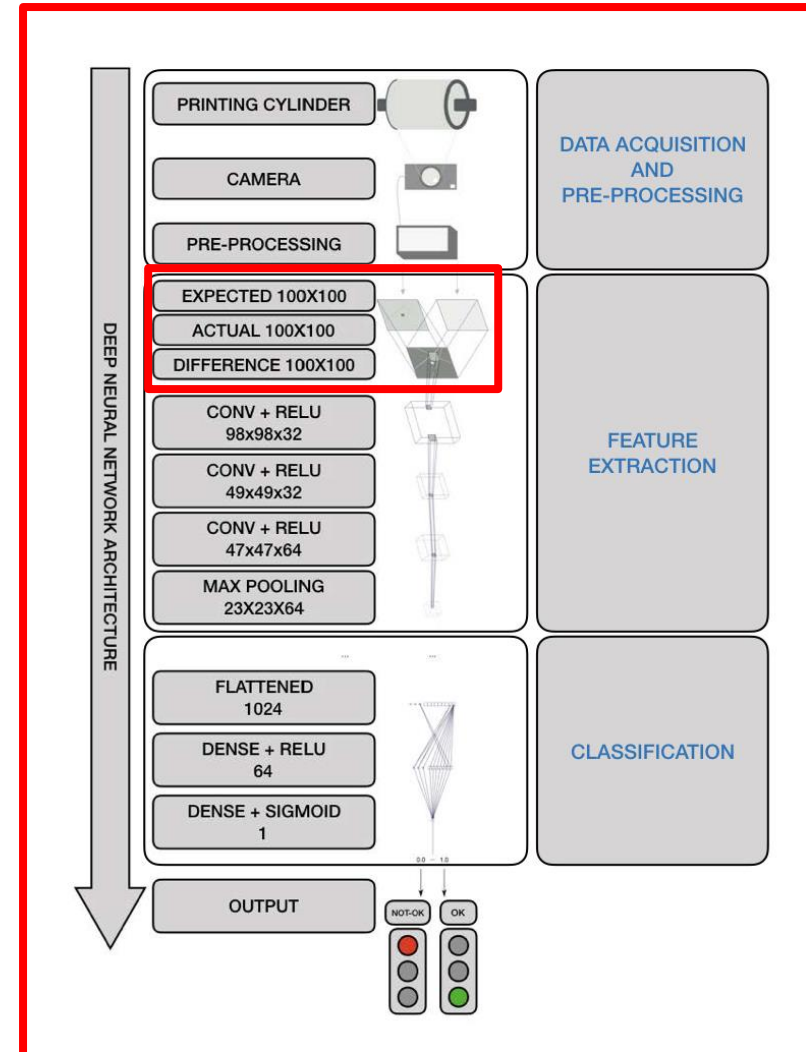 DEEP NEURAL NETWORK ARCHITECTURE
PRINTING CYLINDER
CAMERA
PRE-PROCESSING
DATA ACQUISITION
AND
PRE-PROCESSING
EXPECTED 100X100
ACTUAL 100X100
DIFFERENCE 100X100
CONV + RELU
98x98x32
CONV + RELU
49x49x32
CONV + RELU
47x47x64
MAX POOLING
23X23X64
FEATURE
EXTRACTION
... ...
FLATTENED
1024
DENSE + RELU
64
DENSE + SIGMOID
1
0.0 – 1.0
CLASSIFICATION
OUTPUT
NOT-OK
OK